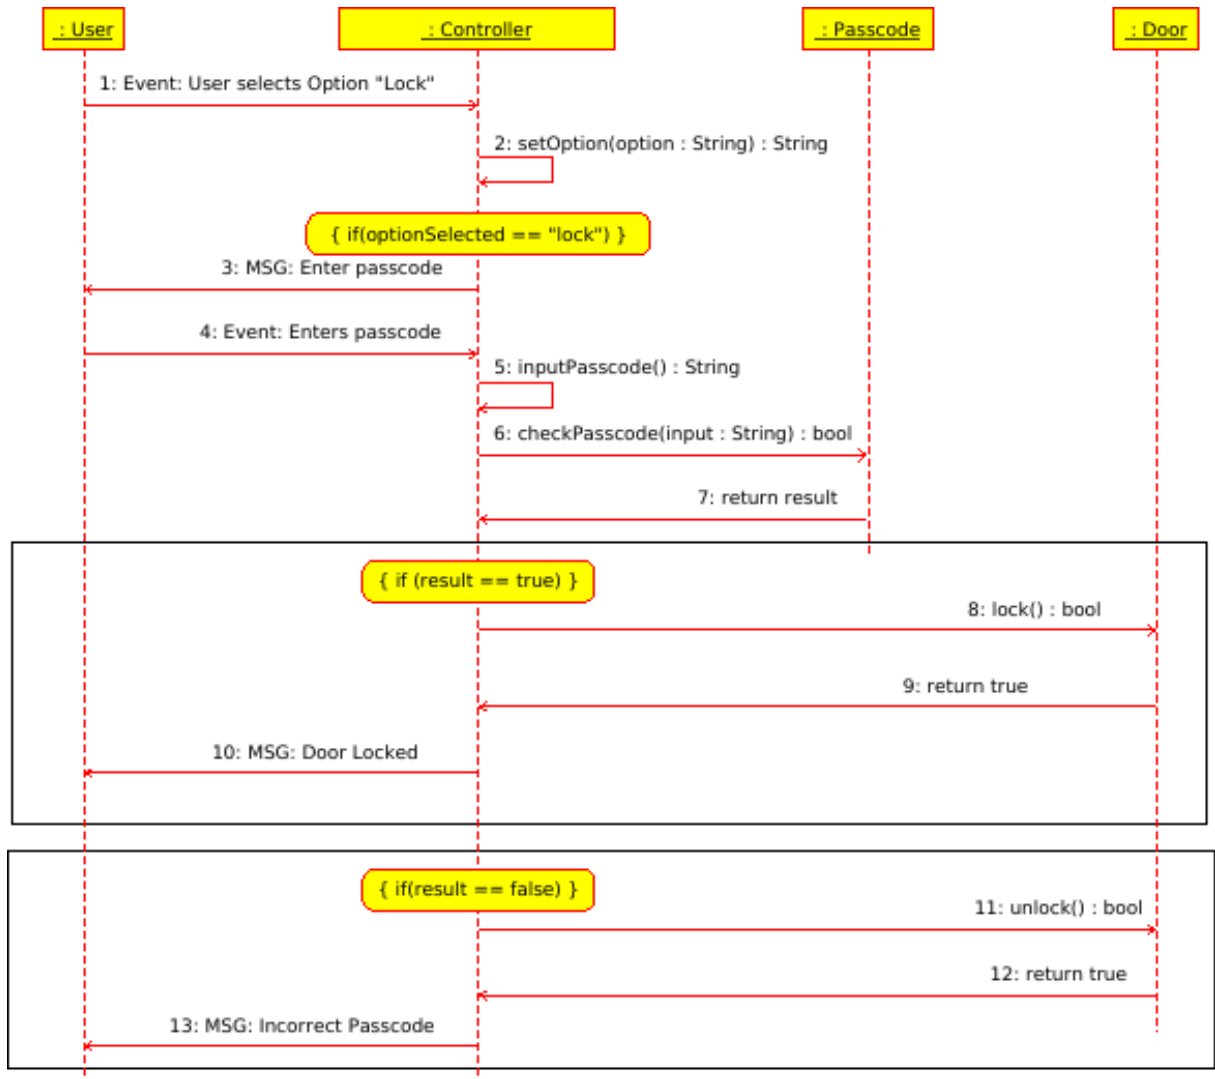 : User
: Controller
: Passcode
: Door
1: Event: User selects Option "Lock"
2: setOption(option : String) : String
{ if(optionSelected == "lock") }
3: MSG: Enter passcode
4: Event: Enters passcode
5: inputPasscode() : String
6: checkPasscode(input : String) : bool
7: return result
{ if (result == true) }
8: lock() : bool
9: return true
10: MSG: Door Locked
{ if(result == false) }
11: unlock() : bool
12: return true
13: MSG: Incorrect Passcode